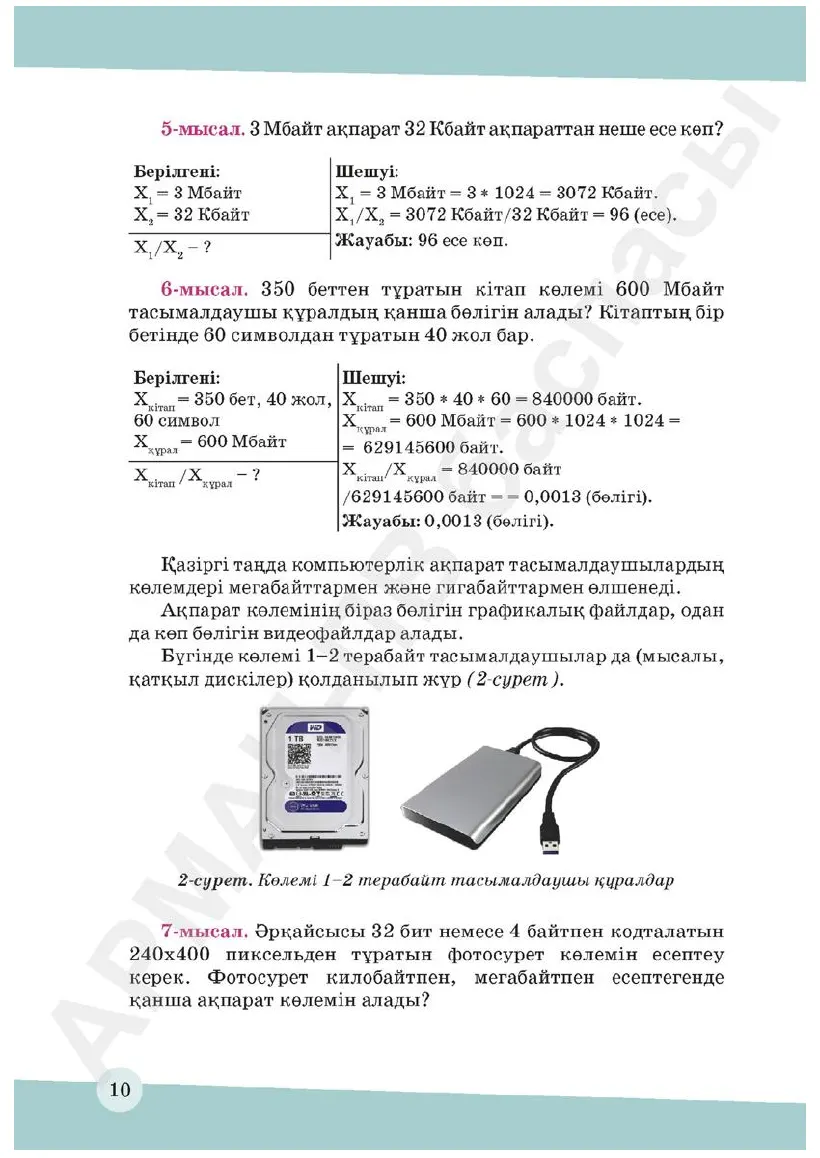 5-мысал. 3 Мбайт ақпарат 32 Кбайт ақпараттан неше есе көп?
Берілгені:
X1 = 3 Мбайт
X2 = 32 Кбайт
X1/X2 – ?
Шешуі:
X1 = 3 Мбайт = 3 * 1024 = 3072 Кбайт.
X1/X2 = 3072 Кбайт/32 Кбайт = 96 (есе).
Жауабы: 96 есе көп.
6-мысал. 350 беттен тұратын кітап көлемі 600 Мбайт
тасымалдаушы құралдың қанша бөлігін алады? Кітаптың бір
бетінде 60 символдан тұратын 40 жол бар.
Берілгені:
Xкітап = 350 бет, 40 жол,
60 символ
Xқұрал = 600 Мбайт
Xкітап /Xқұрал – ?
Шешуі:
Xкітап = 350 * 40 * 60 = 840000 байт.
Xқұрал = 600 Мбайт = 600 * 1024 * 1024 =
= 629145600 байт.
Xкітап/Xқұрал = 840000 байт
/629145600 байт = = 0,0013 (бөлігі).
Жауабы: 0,0013 (бөлігі).
Қазіргі таңда компьютерлік ақпарат тасымалдаушылардың
көлемдері мегабайттармен және гигабайттармен өлшенеді.
Ақпарат көлемінің біраз бөлігін графикалық файлдар, одан
да көп бөлігін видеофайлдар алады.
Бүгінде көлемі 1–2 терабайт тасымалдаушылар да (мысалы,
қатқыл дискілер) қолданылып жүр (2-сурет).
WD
1 TB
2-сурет. Көлемі 1–2 терабайт тасымалдаушы құралдар
7-мысал. Әрқайсысы 32 бит немесе 4 байтпен кодталатын
240х400 пиксельден тұратын фотосурет көлемін есептеу
керек. Фотосурет килобайтпен, мегабайтпен есептегенде
қанша ақпарат көлемін алады?
10
АРМАН-ПВ баспасы